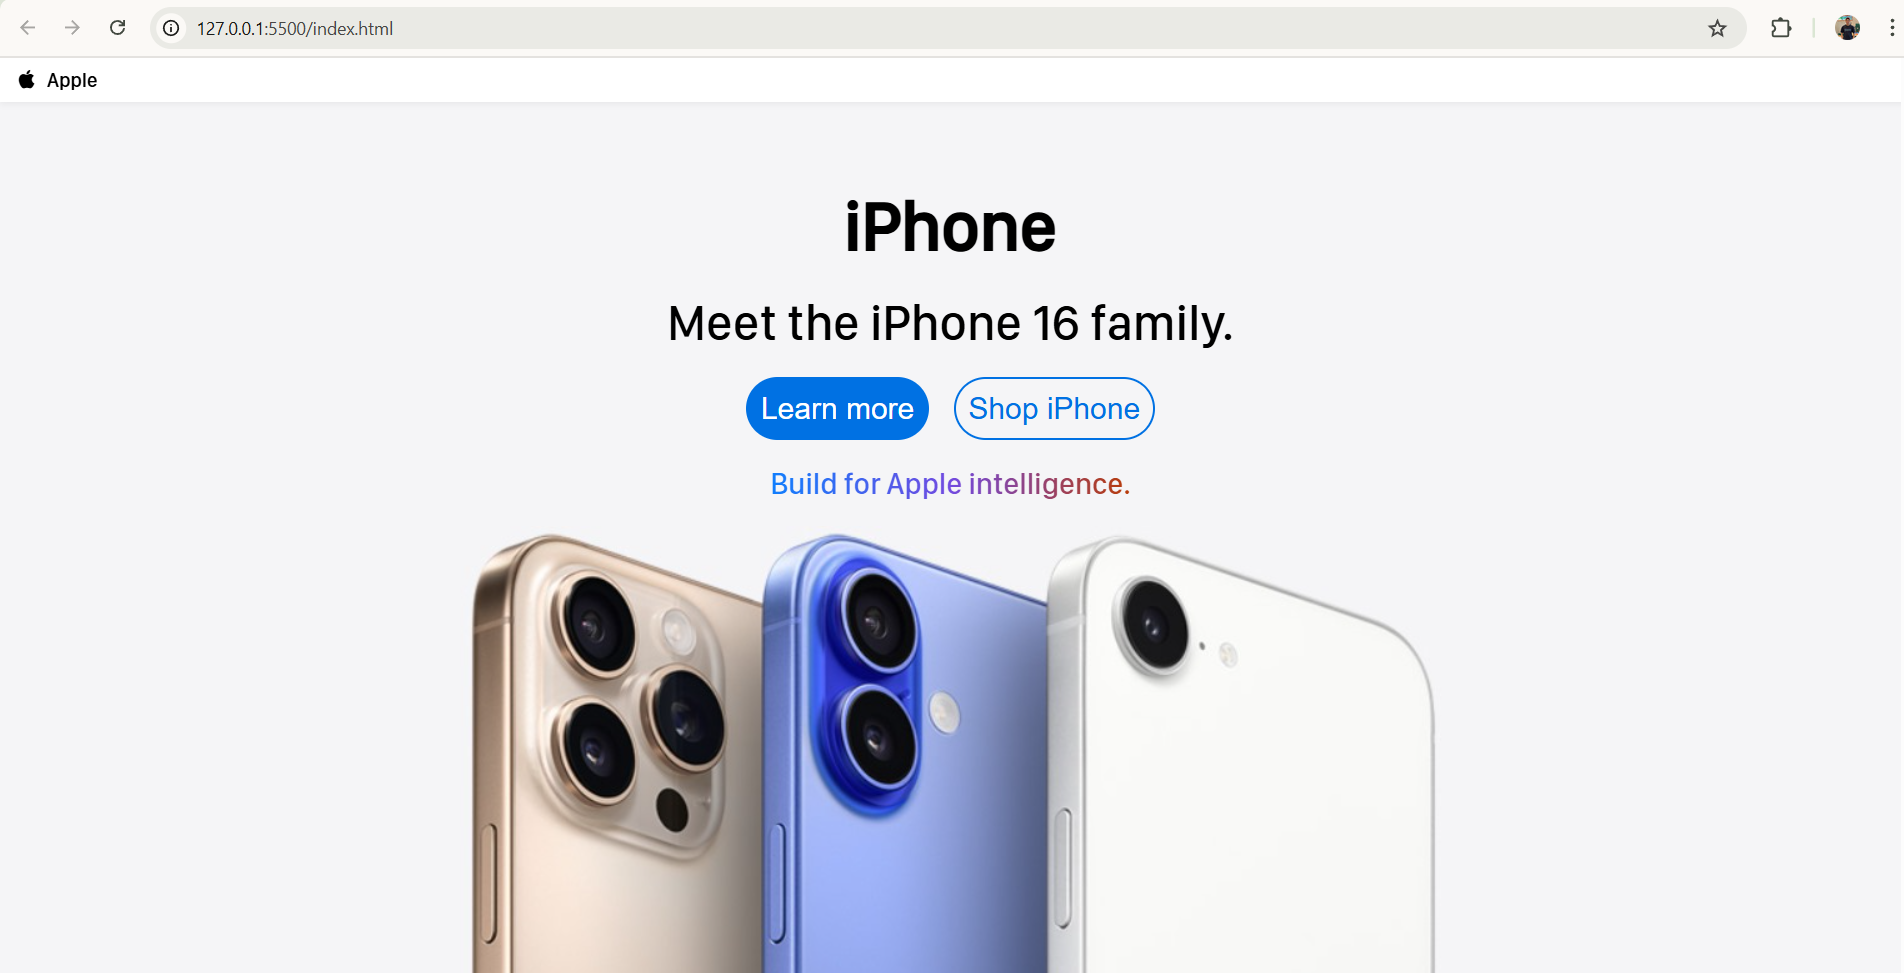 127.0.0.1:5500/index.html
Apple
iPhone
Meet the iPhone 16 family.
Learn more
Shop iPhone
Build for Apple intelligence.